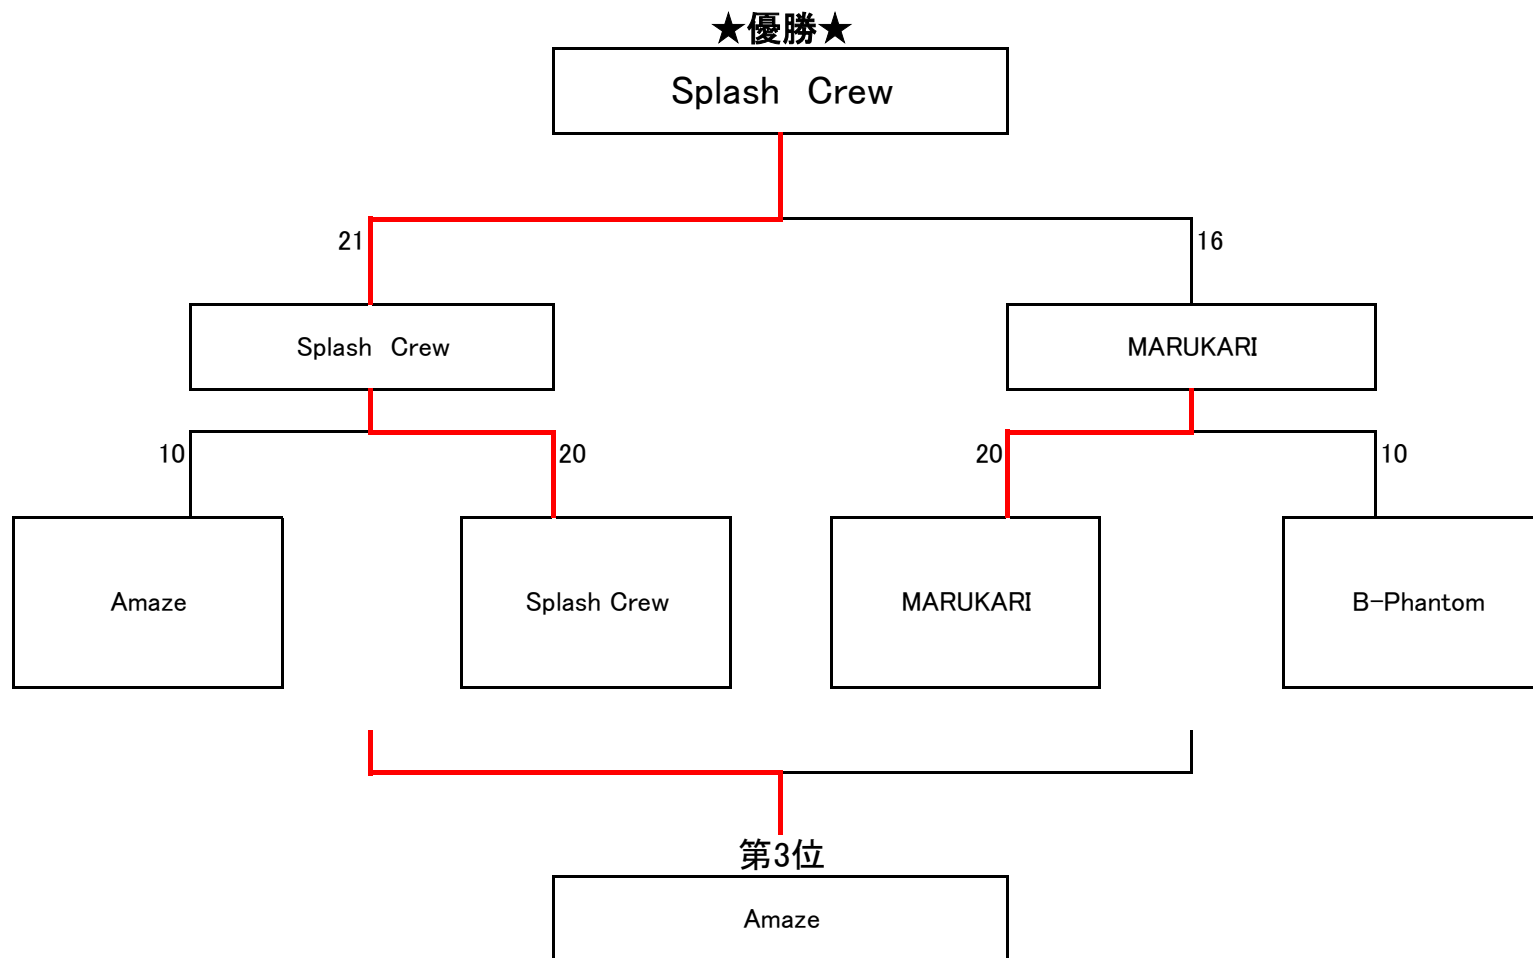 ★優勝★
Splash Crew
21
16
Splash Crew
MARUKARI
10
20
20
10
Amaze
Splash Crew
MARUKARI
B-Phantom
第3位
Amaze